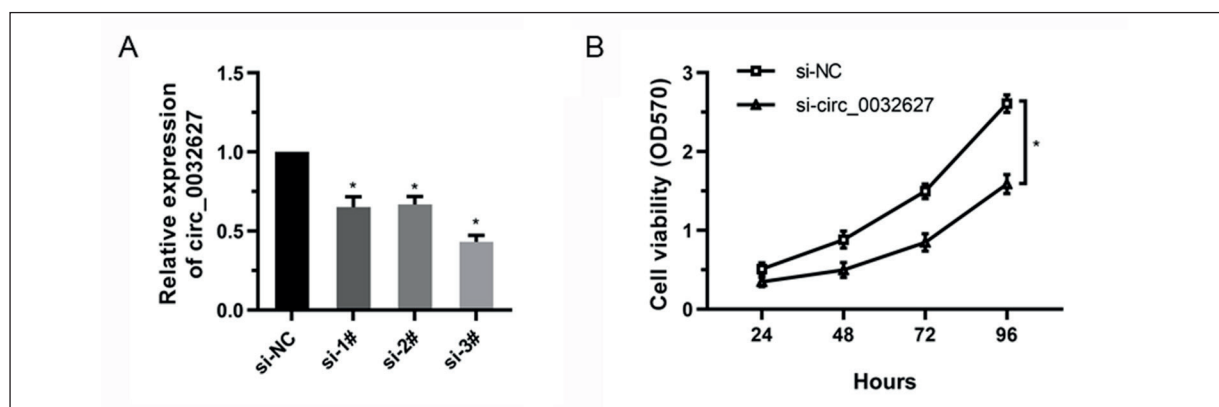 A
Relative expression
of circ_0032627
1.5
1.0
0.5
0.0
*
*
*
si-NC
si-1#
si-2#
si-3#
B
si-NC
si-circ_0032627
Cell viability (OD570)
3
2
1
0
*
24
48
72
96
Hours